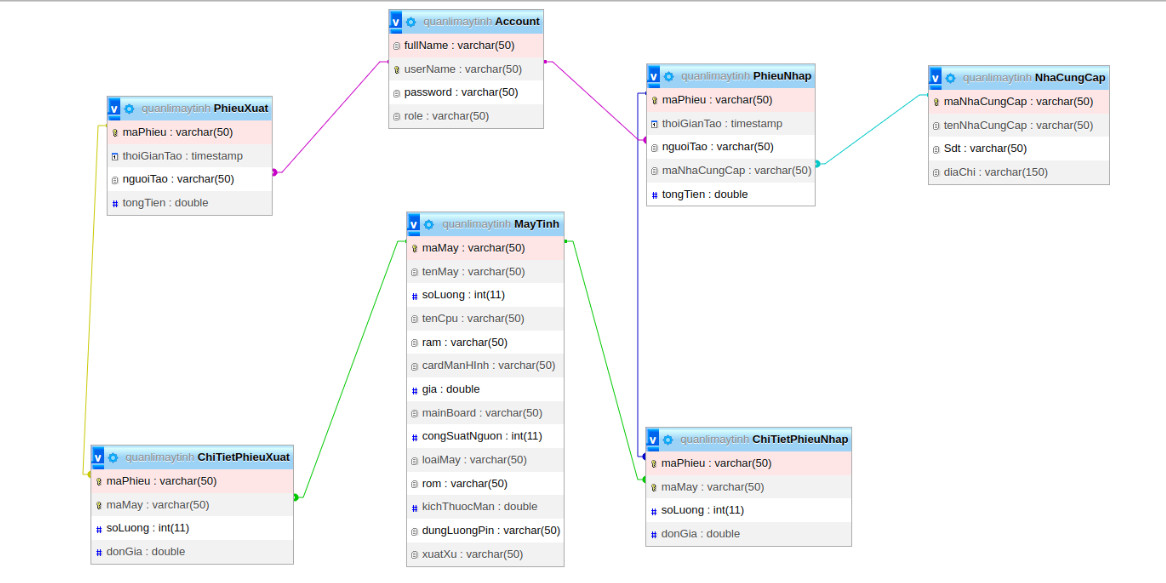 quanlimaytinh Account
fullName : varchar(50)
userName : varchar(50)
password : varchar(50)
role : varchar(50)
quanlimaytinh PhieuXuat
maPhieu : varchar(50)
thoiGianTao : timestamp
nguoiTao : varchar(50)
tongTien : double
quanlimaytinh PhieuNhap
maPhieu : varchar(50)
thoiGianTao : timestamp
nguoiTao : varchar(50)
maNhaCungCap : varchar(50)
tongTien : double
quanlimaytinh NhaCungCap
maNhaCungCap : varchar(50)
tenNhaCungCap : varchar(50)
Sdt : varchar(50)
diaChi : varchar(150)
quanlimaytinh MayTinh
maMay : varchar(50)
tenMay : varchar(50)
soLuong : int(11)
tenCpu : varchar(50)
ram : varchar(50)
cardManHInh : varchar(50)
gia : double
mainBoard : varchar(50)
congSuatNguon : int(11)
loaiMay : varchar(50)
rom : varchar(50)
kichThuocMan : double
dungLuongPin : varchar(50)
xuatXu : varchar(50)
quanlimaytinh ChiTietPhieuXuat
maPhieu : varchar(50)
maMay : varchar(50)
soLuong : int(11)
donGia : double
quanlimaytinh ChiTietPhieuNhap
maPhieu : varchar(50)
maMay : varchar(50)
soLuong : int(11)
donGia : double